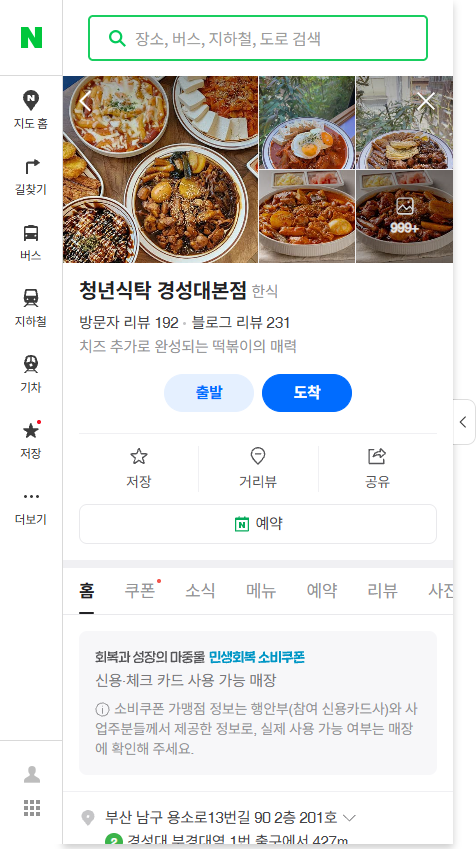 장소, 버스, 지하철, 도로 검색
지도 홈
길찾기
버스
지하철
기차
저장
더보기
999+
청년식탁 경성대본점 한식
방문자 리뷰 192 · 블로그 리뷰 231
치즈 추가로 완성되는 떡볶이의 매력
출발 도착
저장 거리뷰 공유
N 예약
홈 쿠폰 소식 메뉴 예약 리뷰 사진
회복과 성장의 마중물 민생회복 소비쿠폰
신용·체크 카드 사용 가능 매장
소비쿠폰 가맹점 정보는 행안부(참여 신용카드사)와 사
업주분들께서 제공한 정보로, 실제 사용 가능 여부는 매장
에 확인해 주세요.
부산 남구 용소로13번길 90 2층 201호
2 경성대·부경대역 1번 출구에서 427m